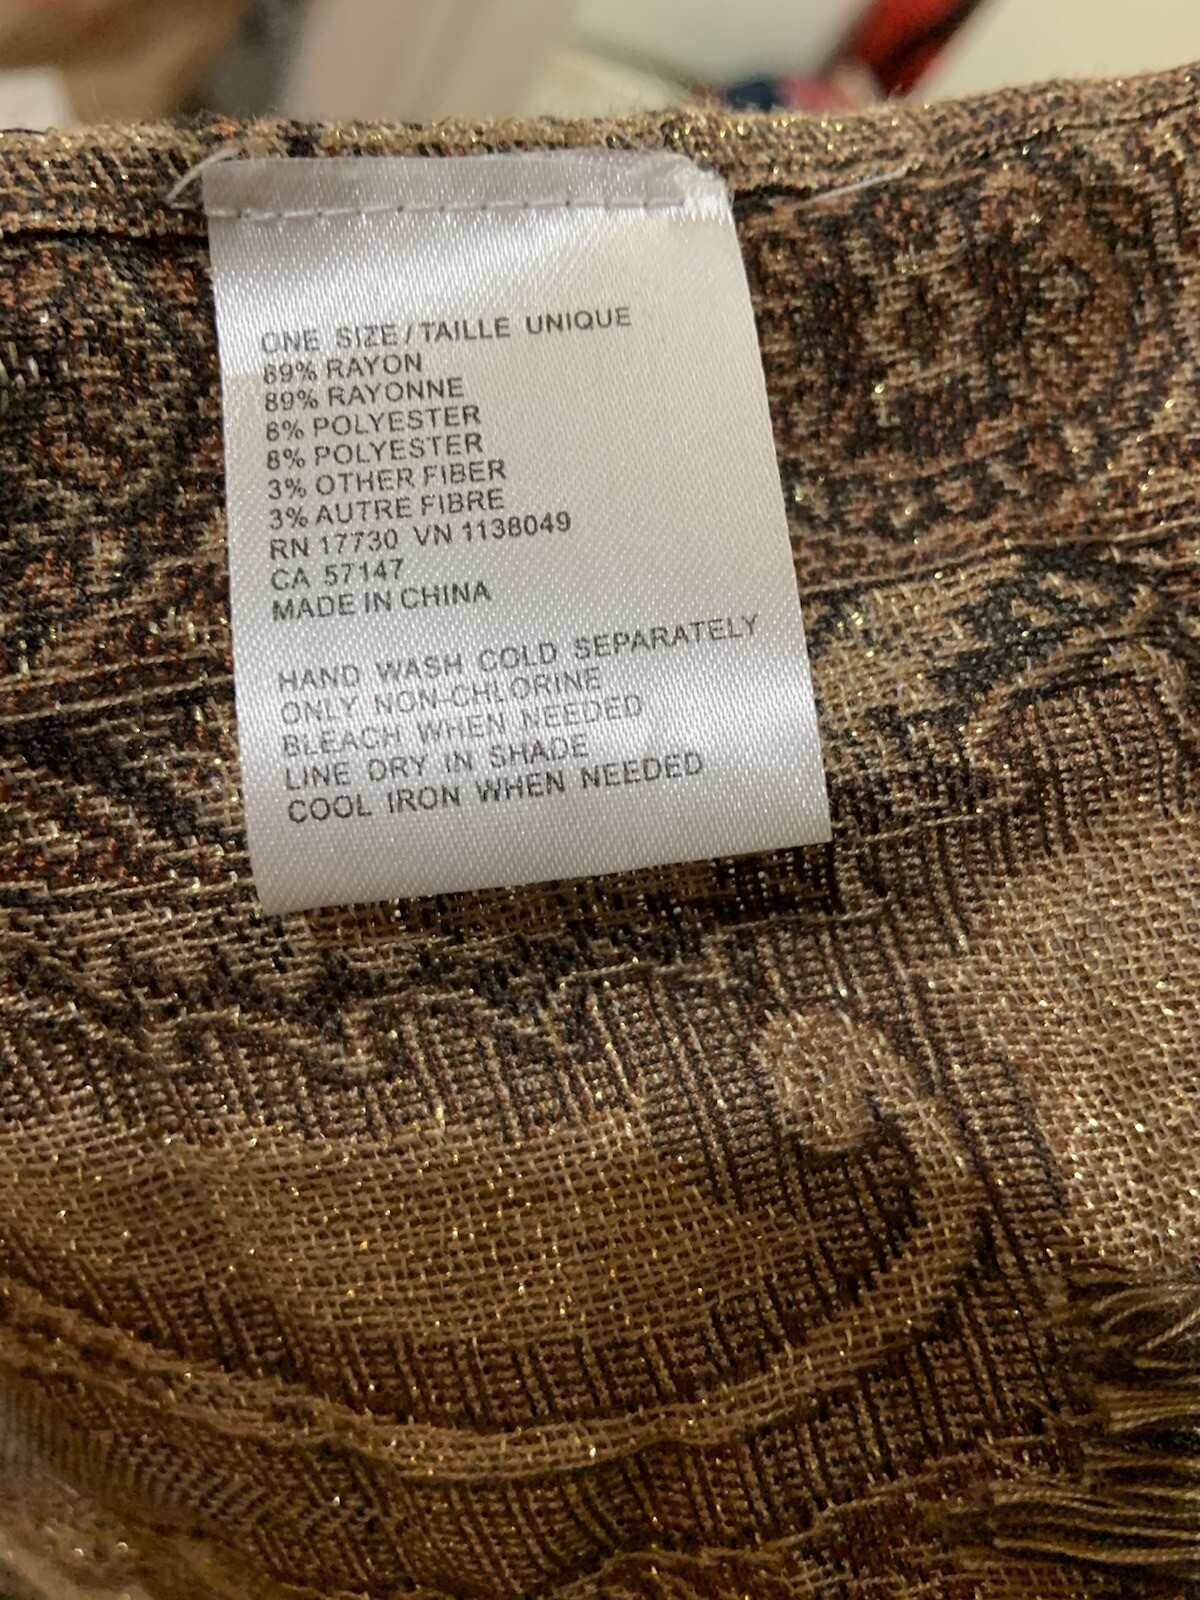 ONE SIZE / TAILLE UNIQUE
89% RAYON
89% RAYONNE
8% POLYESTER
8% POLYESTER
3% OTHER FIBER
3% AUTRE FIBRE
RN 17730 VN 1138049
CA 57147
MADE IN CHINA
HAND WASH COLD SEPARATELY
ONLY NON-CHLORINE
BLEACH WHEN NEEDED
LINE DRY IN SHADE
COOL IRON WHEN NEEDED